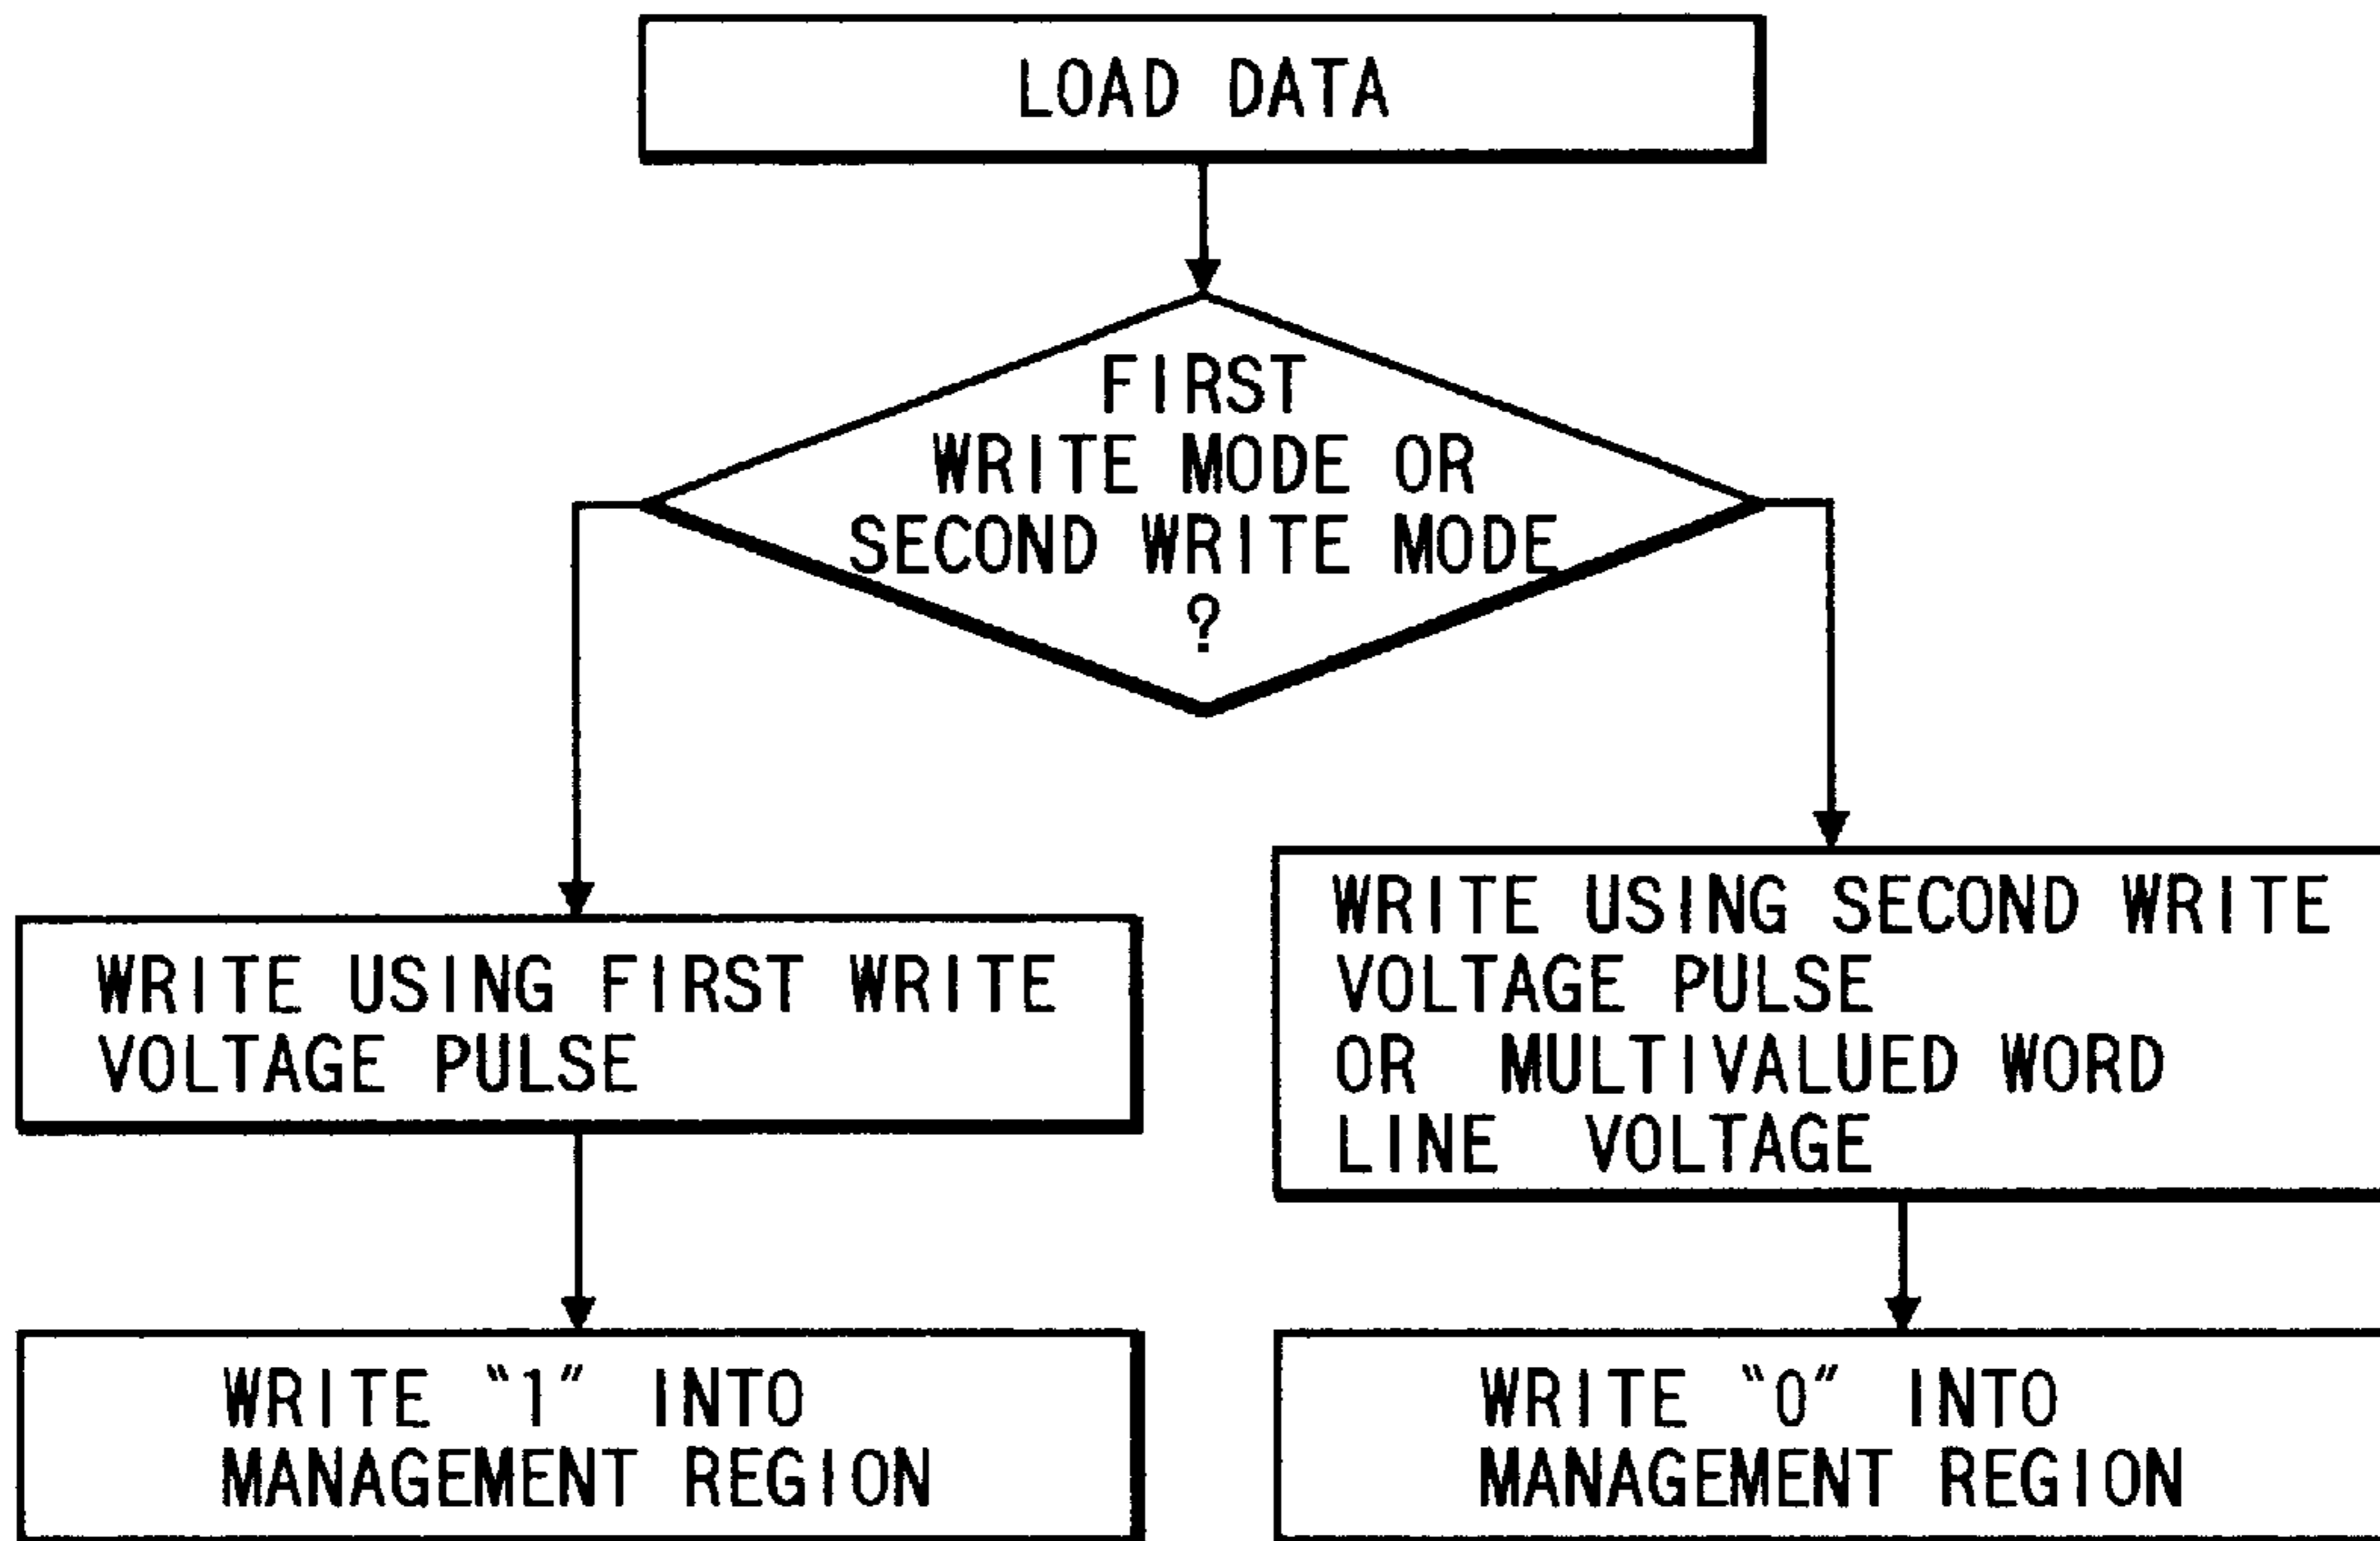 LOAD DATA
FIRST
WRITE MODE OR
SECOND WRITE MODE
?
WRITE USING FIRST WRITE
VOLTAGE PULSE
WRITE USING SECOND WRITE
VOLTAGE PULSE
OR MULTIVALUED WORD
LINE VOLTAGE
WRITE “1” INTO
MANAGEMENT REGION
WRITE “0” INTO
MANAGEMENT REGION